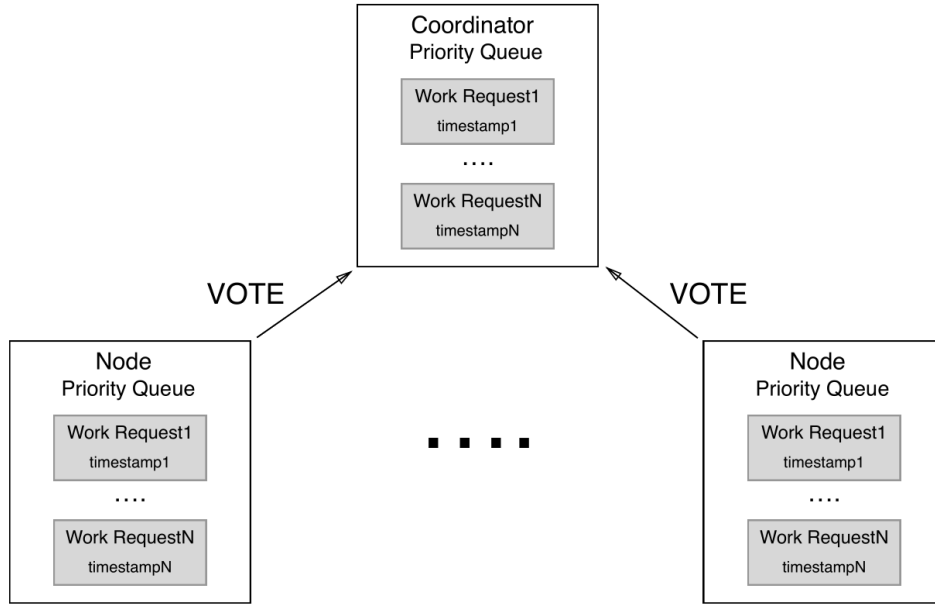 Coordinator
Priority Queue
Work Request1
timestamp1
....
Work RequestN
timestampN
VOTE
VOTE
Node
Priority Queue
Work Request1
timestamp1
....
Work RequestN
timestampN
....
Node
Priority Queue
Work Request1
timestamp1
....
Work RequestN
timestampN